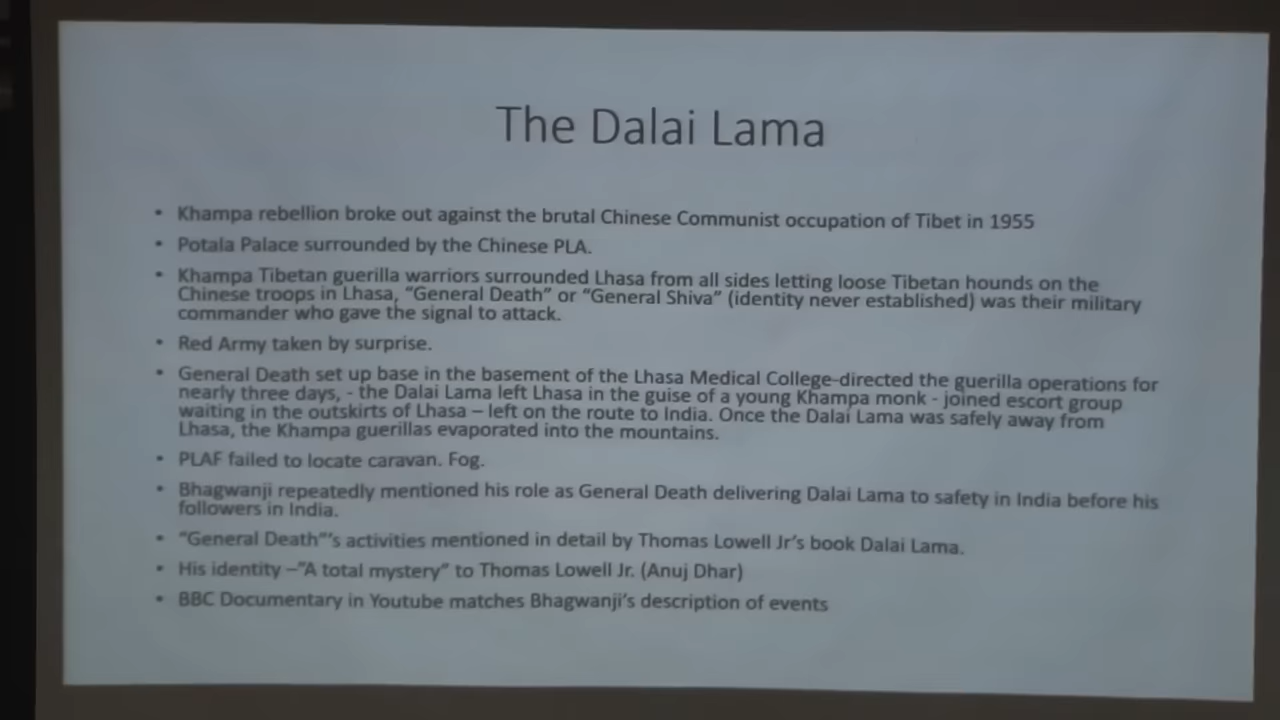 The Dalai Lama
• Khampa rebellion broke out against the brutal Chinese Communist occupation of Tibet in 1955
• Potala Palace surrounded by the Chinese PLA.
• Khampa Tibetan guerilla warriors surrounded Lhasa from all sides letting loose Tibetan hounds on the
Chinese troops in Lhasa, “General Death” or “General Shiva” (identity never established) was their military
commander who gave the signal to attack.
• Red Army taken by surprise.
• General Death set up base in the basement of the Lhasa Medical College-directed the guerilla operations for
nearly three days, - the Dalai Lama left Lhasa in the guise of a young Khampa monk - joined escort group
waiting in the outskirts of Lhasa – left on the route to India. Once the Dalai Lama was safely away from
Lhasa, the Khampa guerillas evaporated into the mountains.
• PLAF failed to locate caravan. Fog.
• Bhagwanji repeatedly mentioned his role as General Death delivering Dalai Lama to safety in India before his
followers in India.
• “General Death”’s activities mentioned in detail by Thomas Lowell Jr’s book Dalai Lama.
• His identity –”A total mystery” to Thomas Lowell Jr. (Anuj Dhar)
• BBC Documentary in Youtube matches Bhagwanji’s description of events